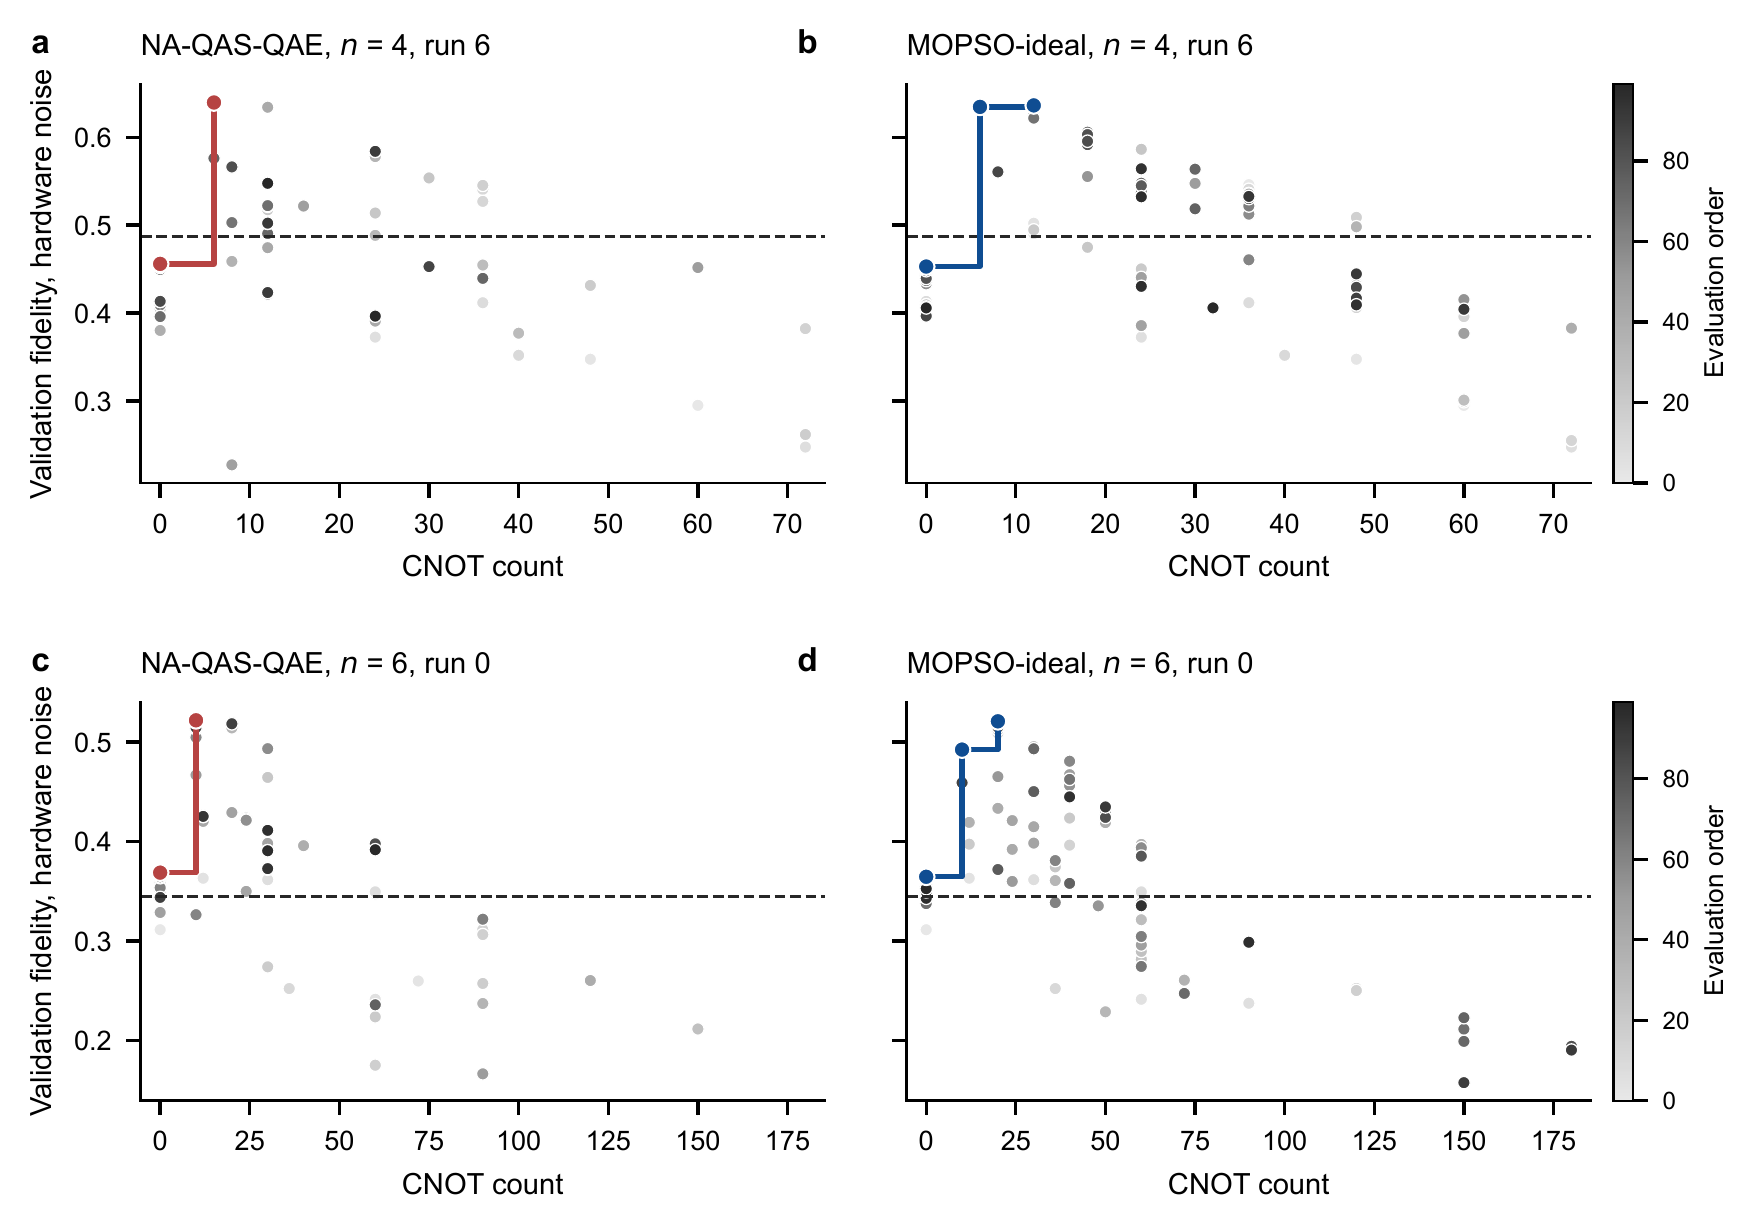 a NA-QAS-QAE, n = 4, run 6
Validation fidelity, hardware noise
0.6
0.5
0.4
0.3
0 10 20 30 40 50 60 70
CNOT count
b MOPSO-ideal, n = 4, run 6
0 10 20 30 40 50 60 70
CNOT count
80
60
40
20
0
Evaluation order
c NA-QAS-QAE, n = 6, run 0
Validation fidelity, hardware noise
0.5
0.4
0.3
0.2
0 25 50 75 100 125 150 175
CNOT count
d MOPSO-ideal, n = 6, run 0
0 25 50 75 100 125 150 175
CNOT count
80
60
40
20
0
Evaluation order